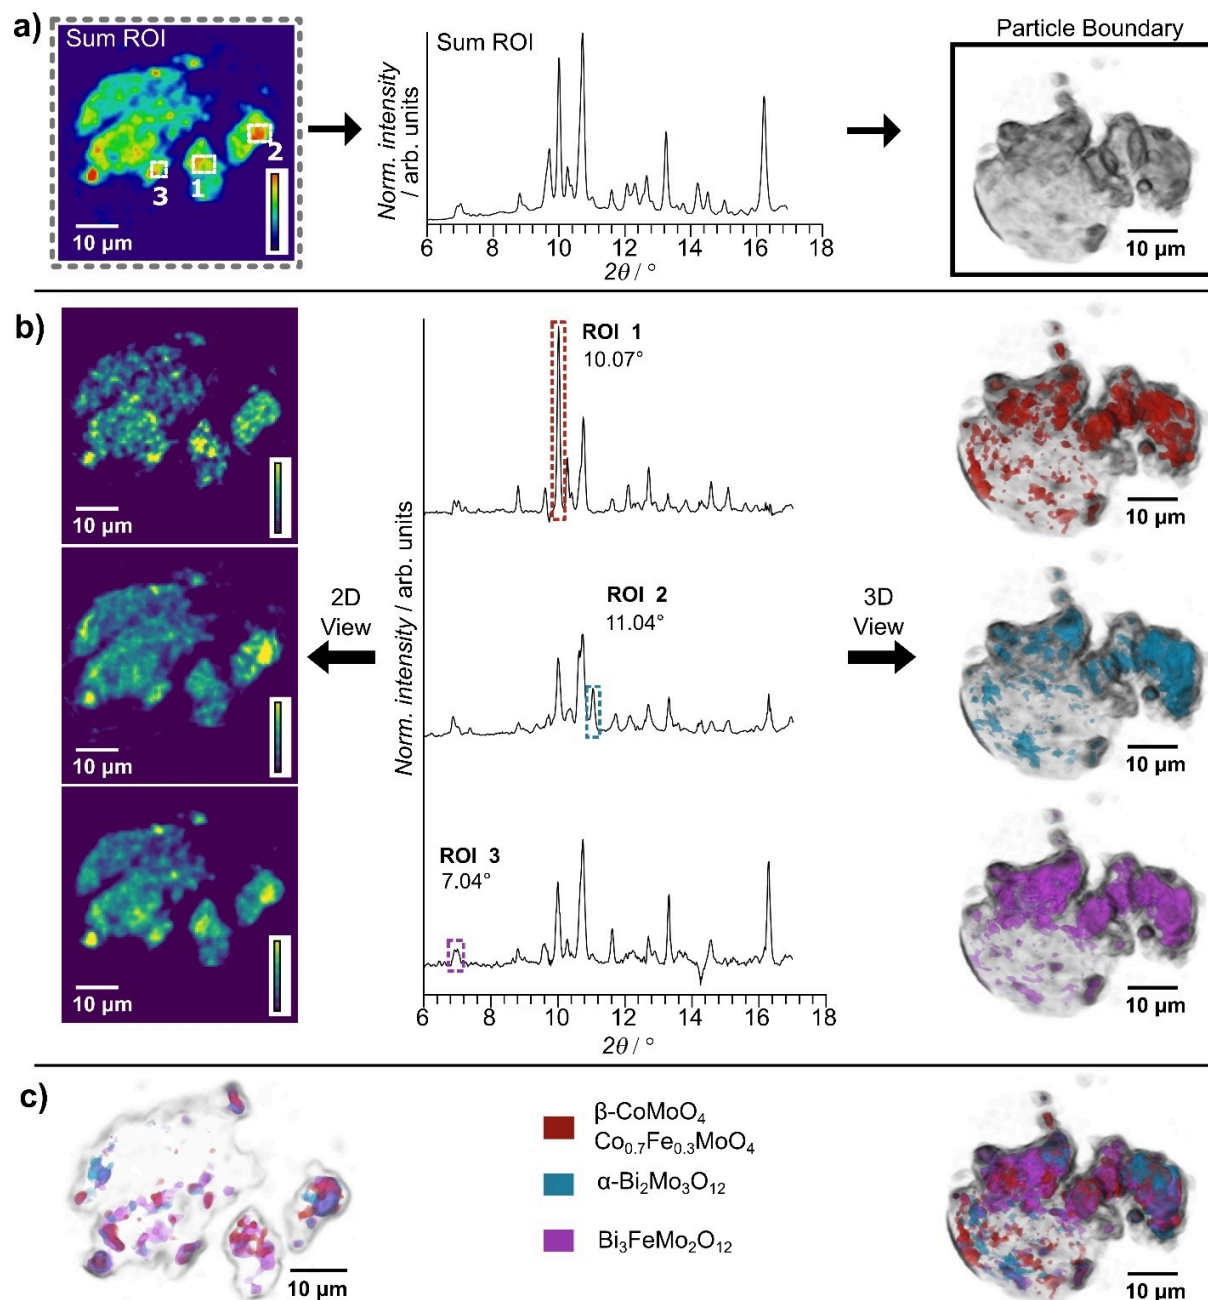 a)
Sum ROI
1
2
3
10 µm
Sum ROI
Norm. intensity
/ arb. units
6 8 10 12 14 16 18
2θ / °
Particle Boundary
10 µm
b)
10 µm
10 µm
10 µm
2D
View
Norm. intensity / arb. units
ROI 1
10.07°
ROI 2
11.04°
ROI 3
7.04°
6 8 10 12 14 16 18
2θ / °
3D
View
10 µm
10 µm
10 µm
c)
10 µm
β-CoMoO₄
Co₀.₇Fe₀.₃MoO₄
α-Bi₂Mo₃O₁₂
Bi₃FeMo₂O₁₂
10 µm